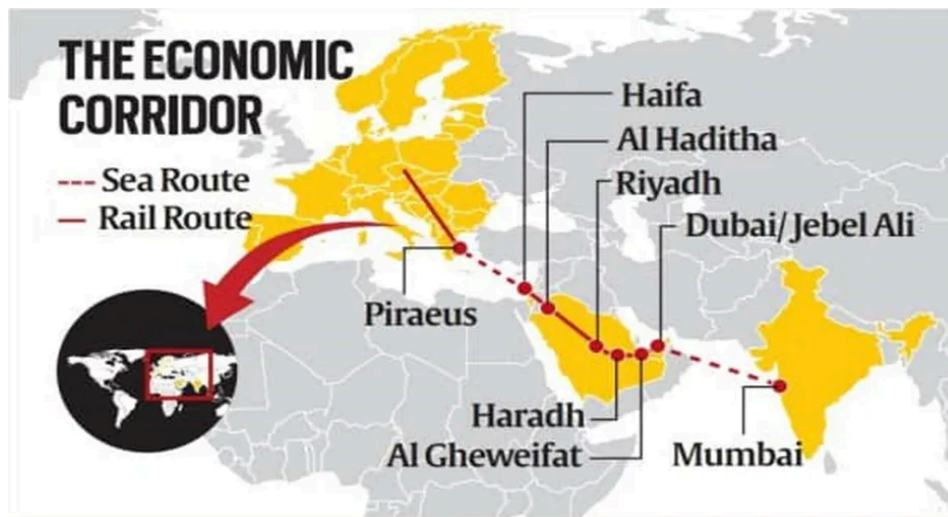 THE ECONOMIC
CORRIDOR
Sea Route
Rail Route
Haifa
Al Haditha
Riyadh
Dubai/ Jebel Ali
Piraeus
Haradh
Al Gheweifat
Mumbai